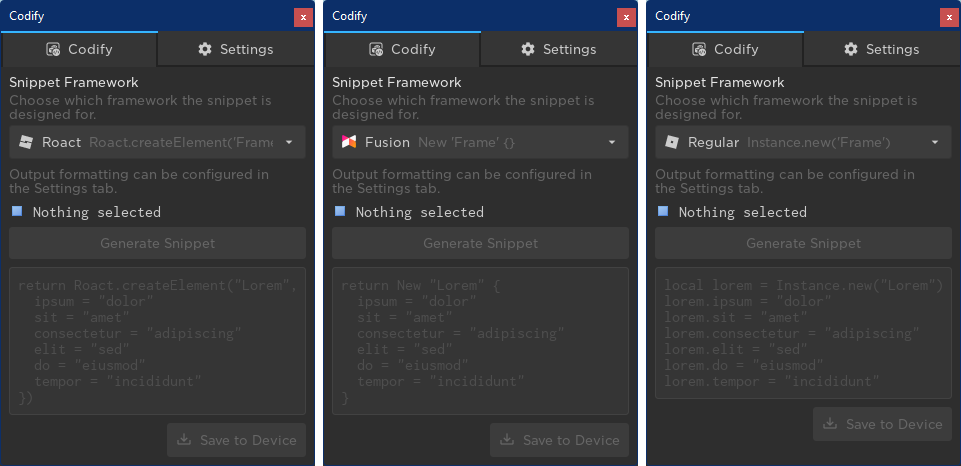 Codify
x
Codify
Settings
Snippet Framework
Choose which framework the snippet is
designed for.
Roact Roact.createElement('Frame
Output formatting can be configured in
the Settings tab.
Nothing selected
Generate Snippet
return Roact.createElement("Lorem",
ipsum = "dolor"
sit = "amet"
consectetur = "adipiscing"
elit = "sed"
do = "eiusmod"
tempor = "incididunt"
})
Save to Device
Codify
x
Codify
Settings
Snippet Framework
Choose which framework the snippet is
designed for.
Fusion New 'Frame' {}
Output formatting can be configured in
the Settings tab.
Nothing selected
Generate Snippet
return New "Lorem" {
ipsum = "dolor"
sit = "amet"
consectetur = "adipiscing"
elit = "sed"
do = "eiusmod"
tempor = "incididunt"
}
Save to Device
Codify
x
Codify
Settings
Snippet Framework
Choose which framework the snippet is
designed for.
Regular Instance.new('Frame')
Output formatting can be configured in
the Settings tab.
Nothing selected
Generate Snippet
local lorem = Instance.new("Lorem")
lorem.ipsum = "dolor"
lorem.sit = "amet"
lorem.consectetur = "adipiscing"
lorem.elit = "sed"
lorem.do = "eiusmod"
lorem.tempor = "incididunt"
Save to Device